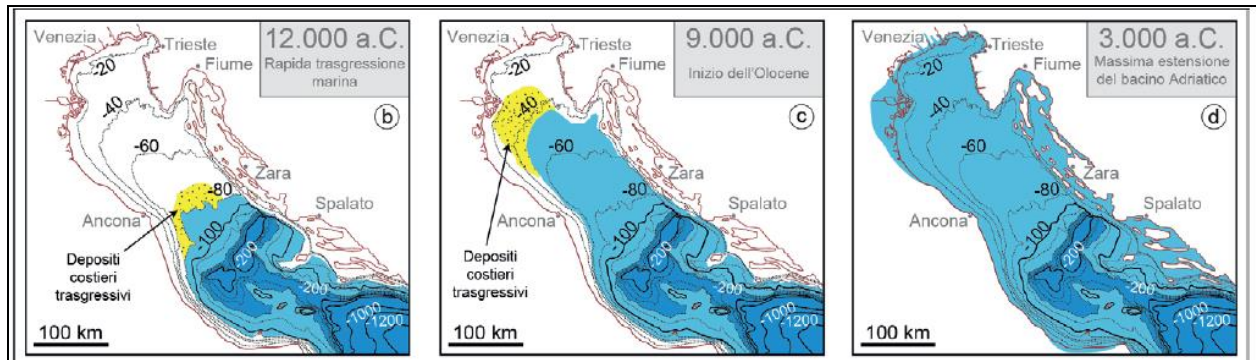 Venezia
Trieste
Fiume
12.000 a.C.
Rapida trasgressione
marina
-20
-40
-60
-80
b
Zara
Ancona
-100
Spalato
-200
-200
-1000
-1200
Depositi
costieri
trasgressivi
100 km
Venezia
Trieste
Fiume
9.000 a.C.
Inizio dell'Olocene
-20
-40
-60
-80
c
Zara
Ancona
-100
Spalato
-200
-200
-1000
-1200
Depositi
costieri
trasgressivi
100 km
Venezia
Trieste
Fiume
3.000 a.C.
Massima estensione
del bacino Adriatico
-20
-40
-60
-80
d
Zara
Ancona
-100
Spalato
-200
-200
-1000
-1200
100 km